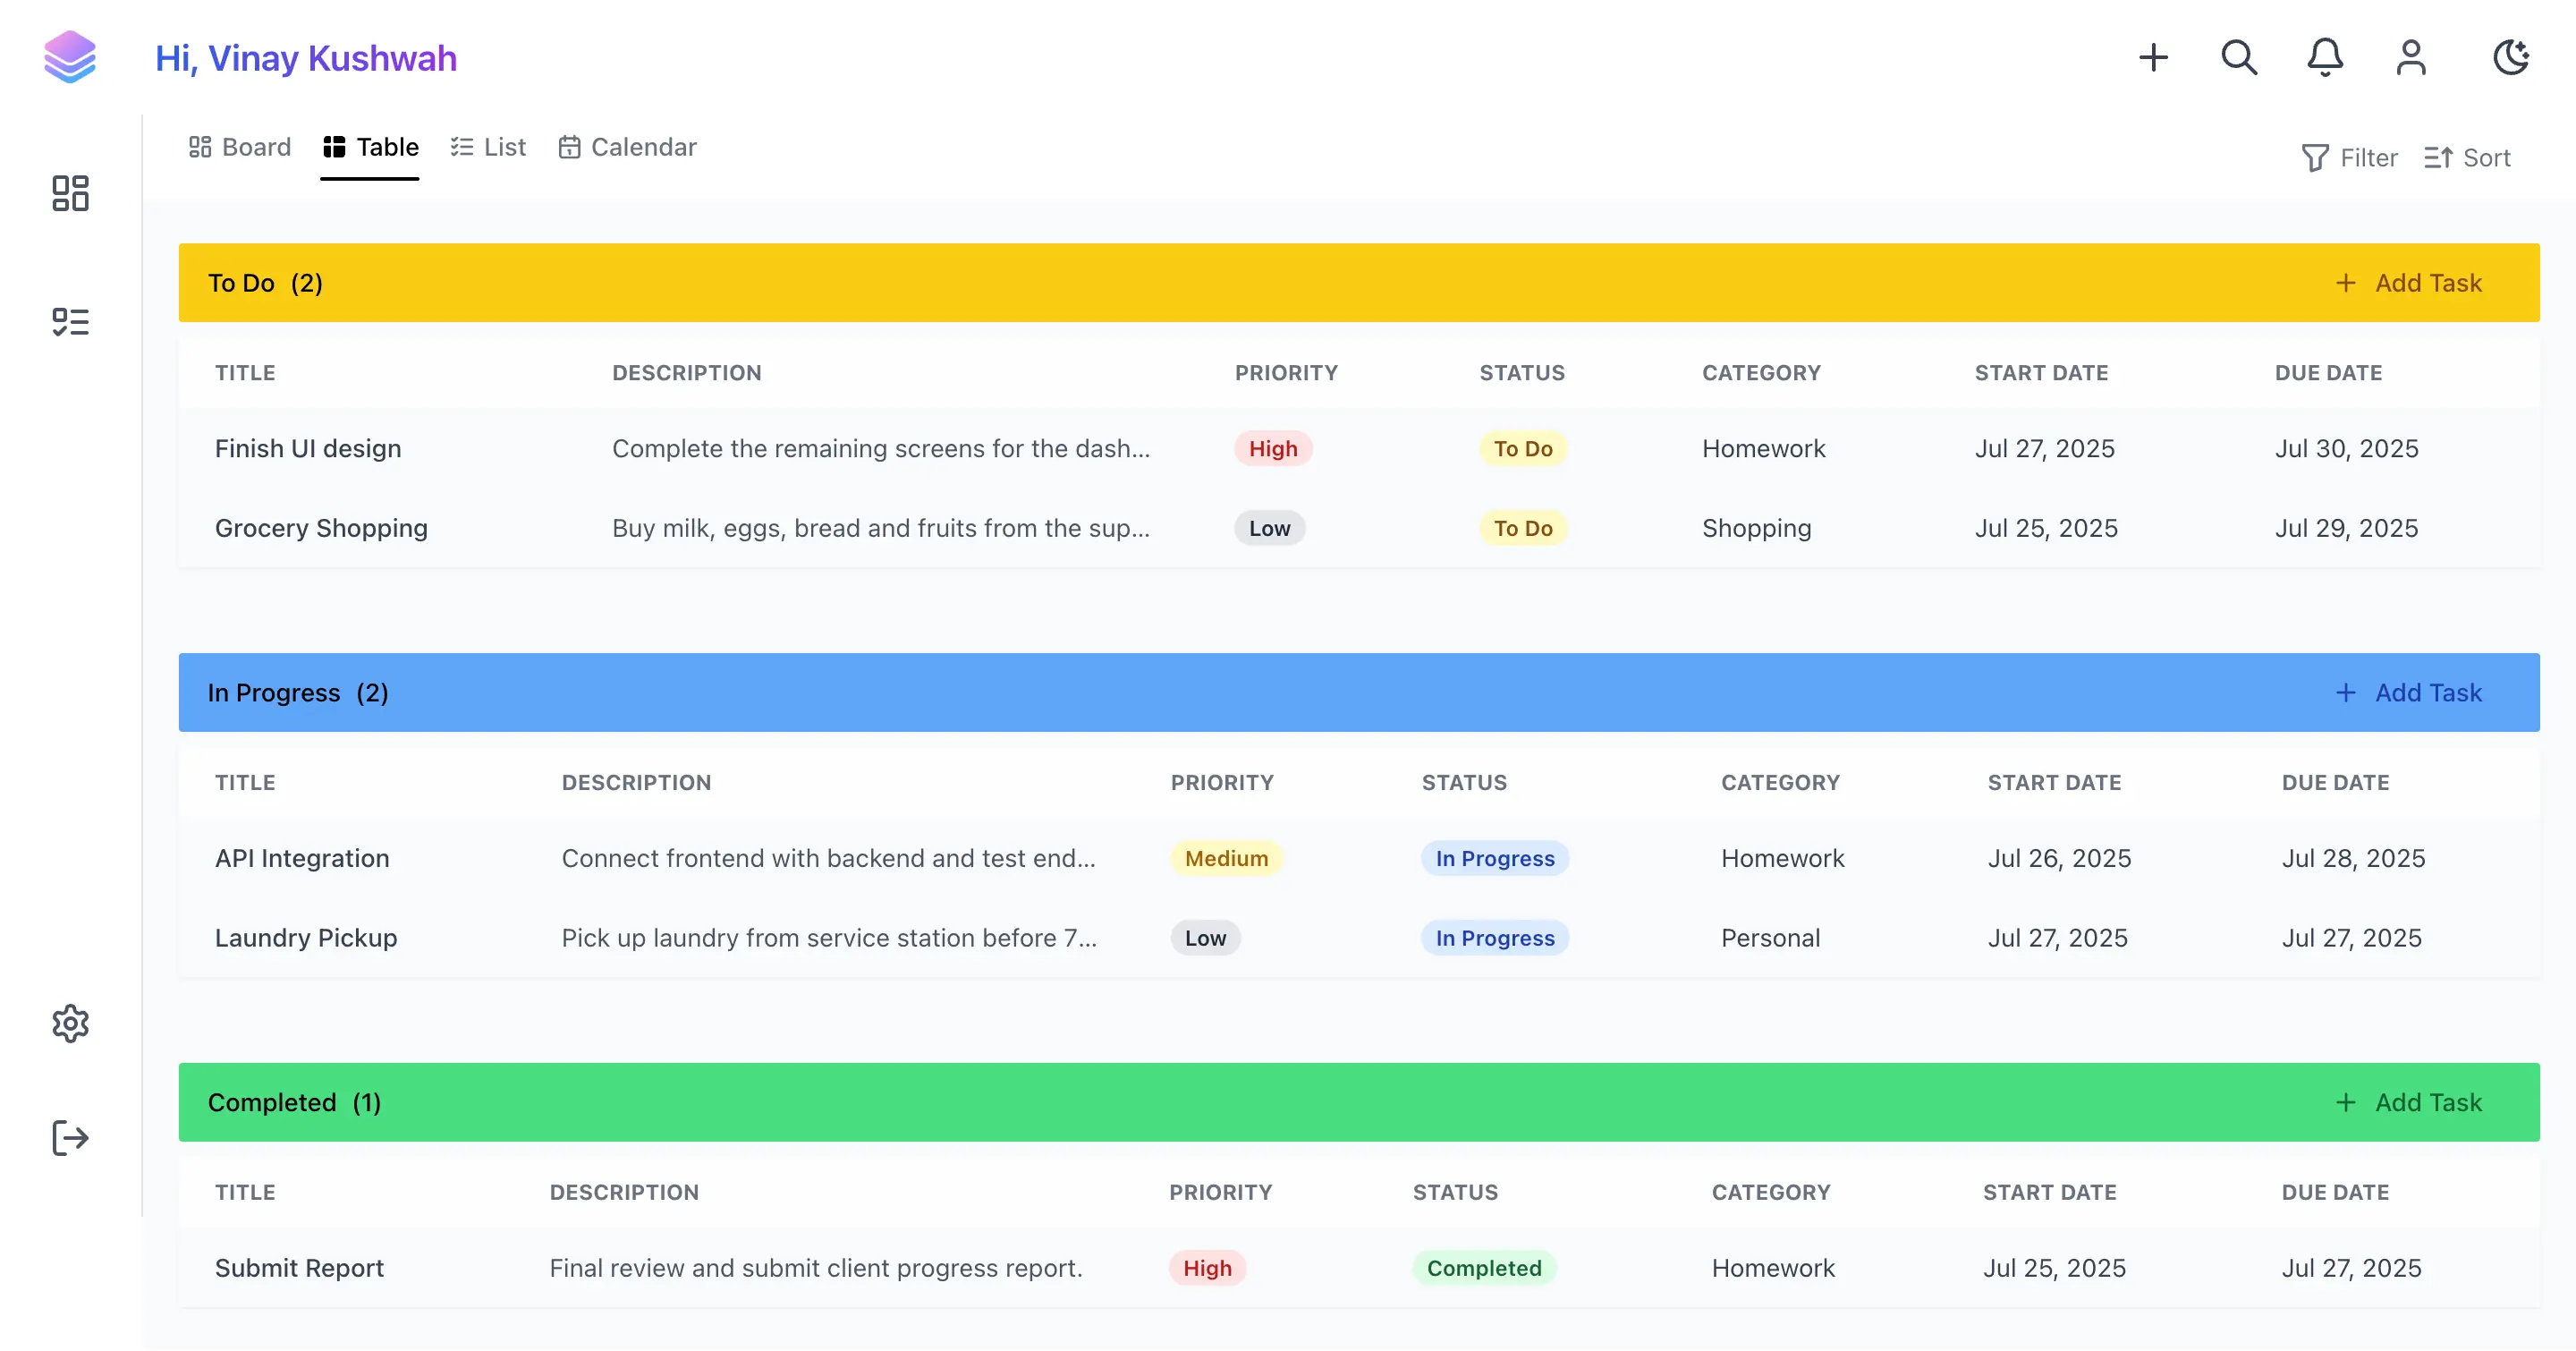 Hi, Vinay Kushwah
Board Table List Calendar
Filter Sort
To Do (2) + Add Task
TITLE DESCRIPTION PRIORITY STATUS CATEGORY START DATE DUE DATE
Finish UI design Complete the remaining screens for the dash... High To Do Homework Jul 27, 2025 Jul 30, 2025
Grocery Shopping Buy milk, eggs, bread and fruits from the sup... Low To Do Shopping Jul 25, 2025 Jul 29, 2025
In Progress (2) + Add Task
TITLE DESCRIPTION PRIORITY STATUS CATEGORY START DATE DUE DATE
API Integration Connect frontend with backend and test end... Medium In Progress Homework Jul 26, 2025 Jul 28, 2025
Laundry Pickup Pick up laundry from service station before 7... Low In Progress Personal Jul 27, 2025 Jul 27, 2025
Completed (1) + Add Task
TITLE DESCRIPTION PRIORITY STATUS CATEGORY START DATE DUE DATE
Submit Report Final review and submit client progress report. High Completed Homework Jul 25, 2025 Jul 27, 2025